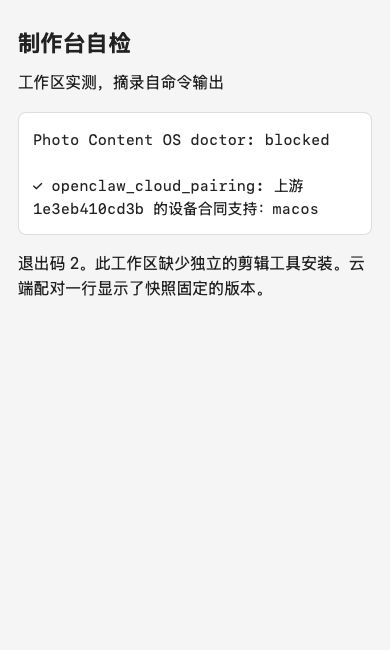 制作台自检
工作区实测，摘录自命令输出
Photo Content OS doctor: blocked
✓ openclaw_cloud_pairing: 上游
1e3eb410cd3b 的设备合同支持：macos
退出码 2。此工作区缺少独立的剪辑工具安装。云
端配对一行显示了快照固定的版本。